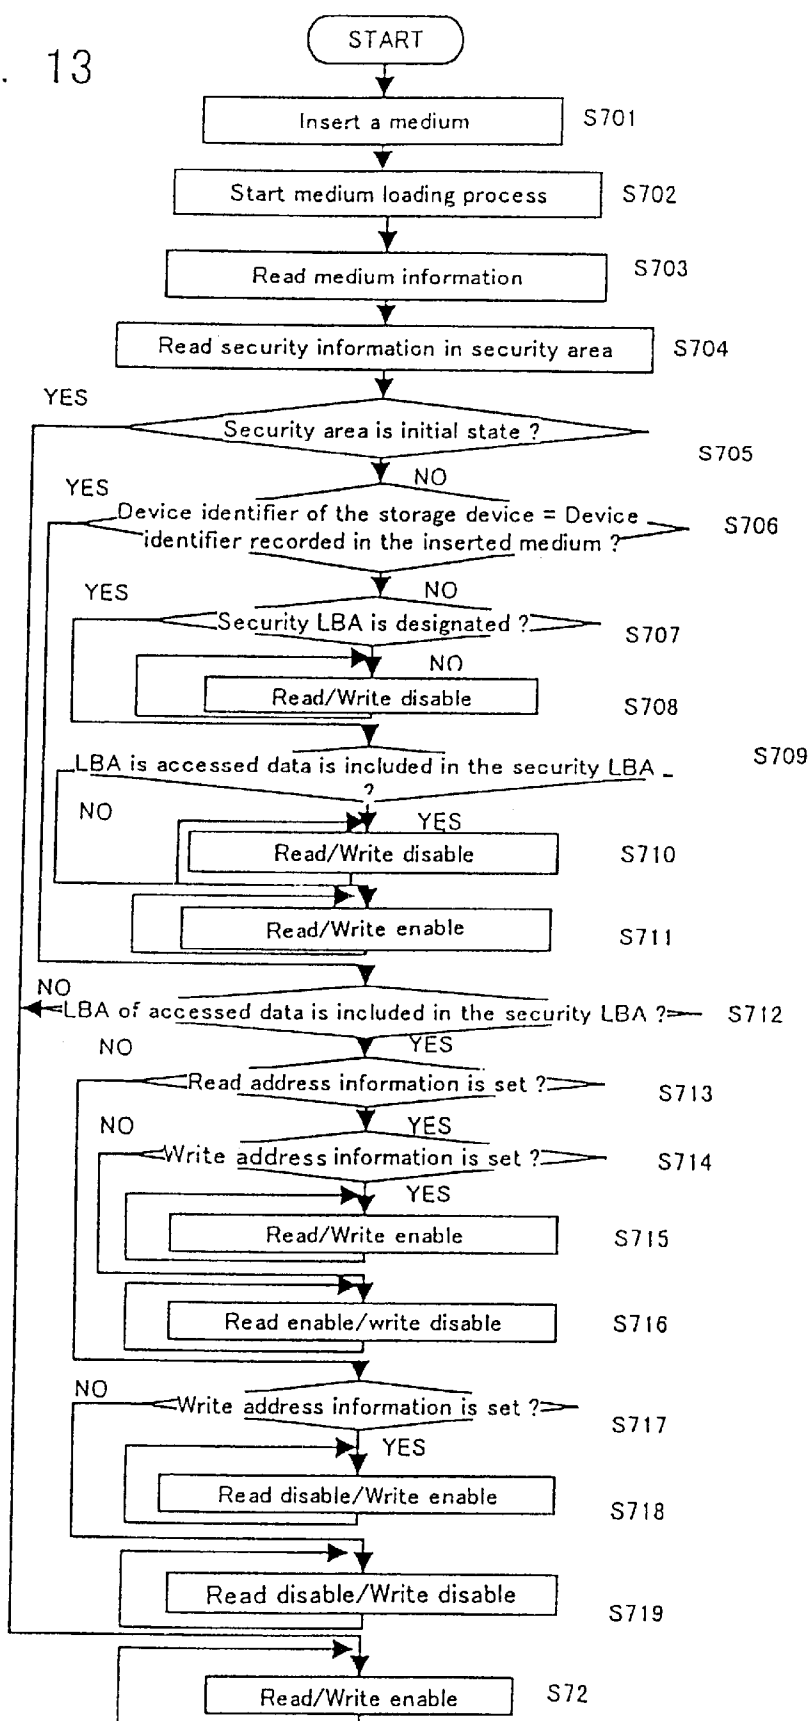 . 13
START
Insert a medium S701
Start medium loading process S702
Read medium information S703
Read security information in security area S704
YES
Security area is initial state ?
S705
NO
YES
Device identifier of the storage device = Device
identifier recorded in the inserted medium ?
S706
NO
YES
Security LBA is designated ?
S707
NO
Read/Write disable
S708
LBA is accessed data is included in the security LBA
?
S709
NO
YES
Read/Write disable S710
Read/Write enable S711
NO
LBA of accessed data is included in the security LBA ? S712
YES
NO
Read address information is set ? S713
YES
NO
Write address information is set ? S714
YES
Read/Write enable S715
Read enable/write disable S716
NO
Write address information is set ?
S717
YES
Read disable/Write enable
S718
Read disable/Write disable
S719
Read/Write enable S72